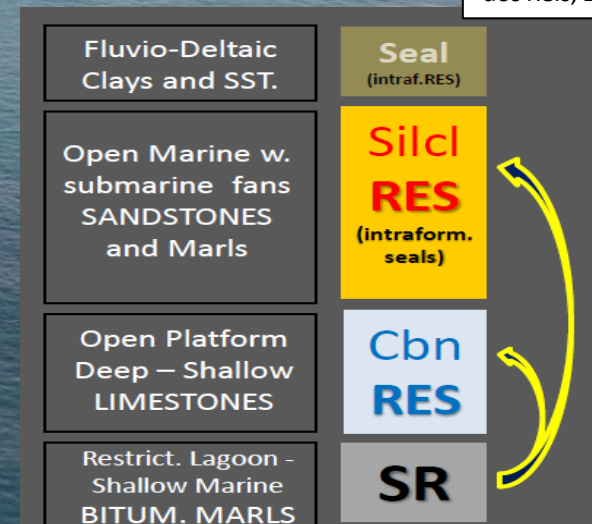 Fluvio-Deltaic
Clays and SST.
Seal
(intraf.RES)
Open Marine w.
submarine fans
SANDSTONES
and Marls
Silcl
RES
(intraform.
seals)
Open Platform
Deep – Shallow
LIMESTONES
Cbn
RES
Restrict. Lagoon -
Shallow Marine
BITUM. MARLS
SR